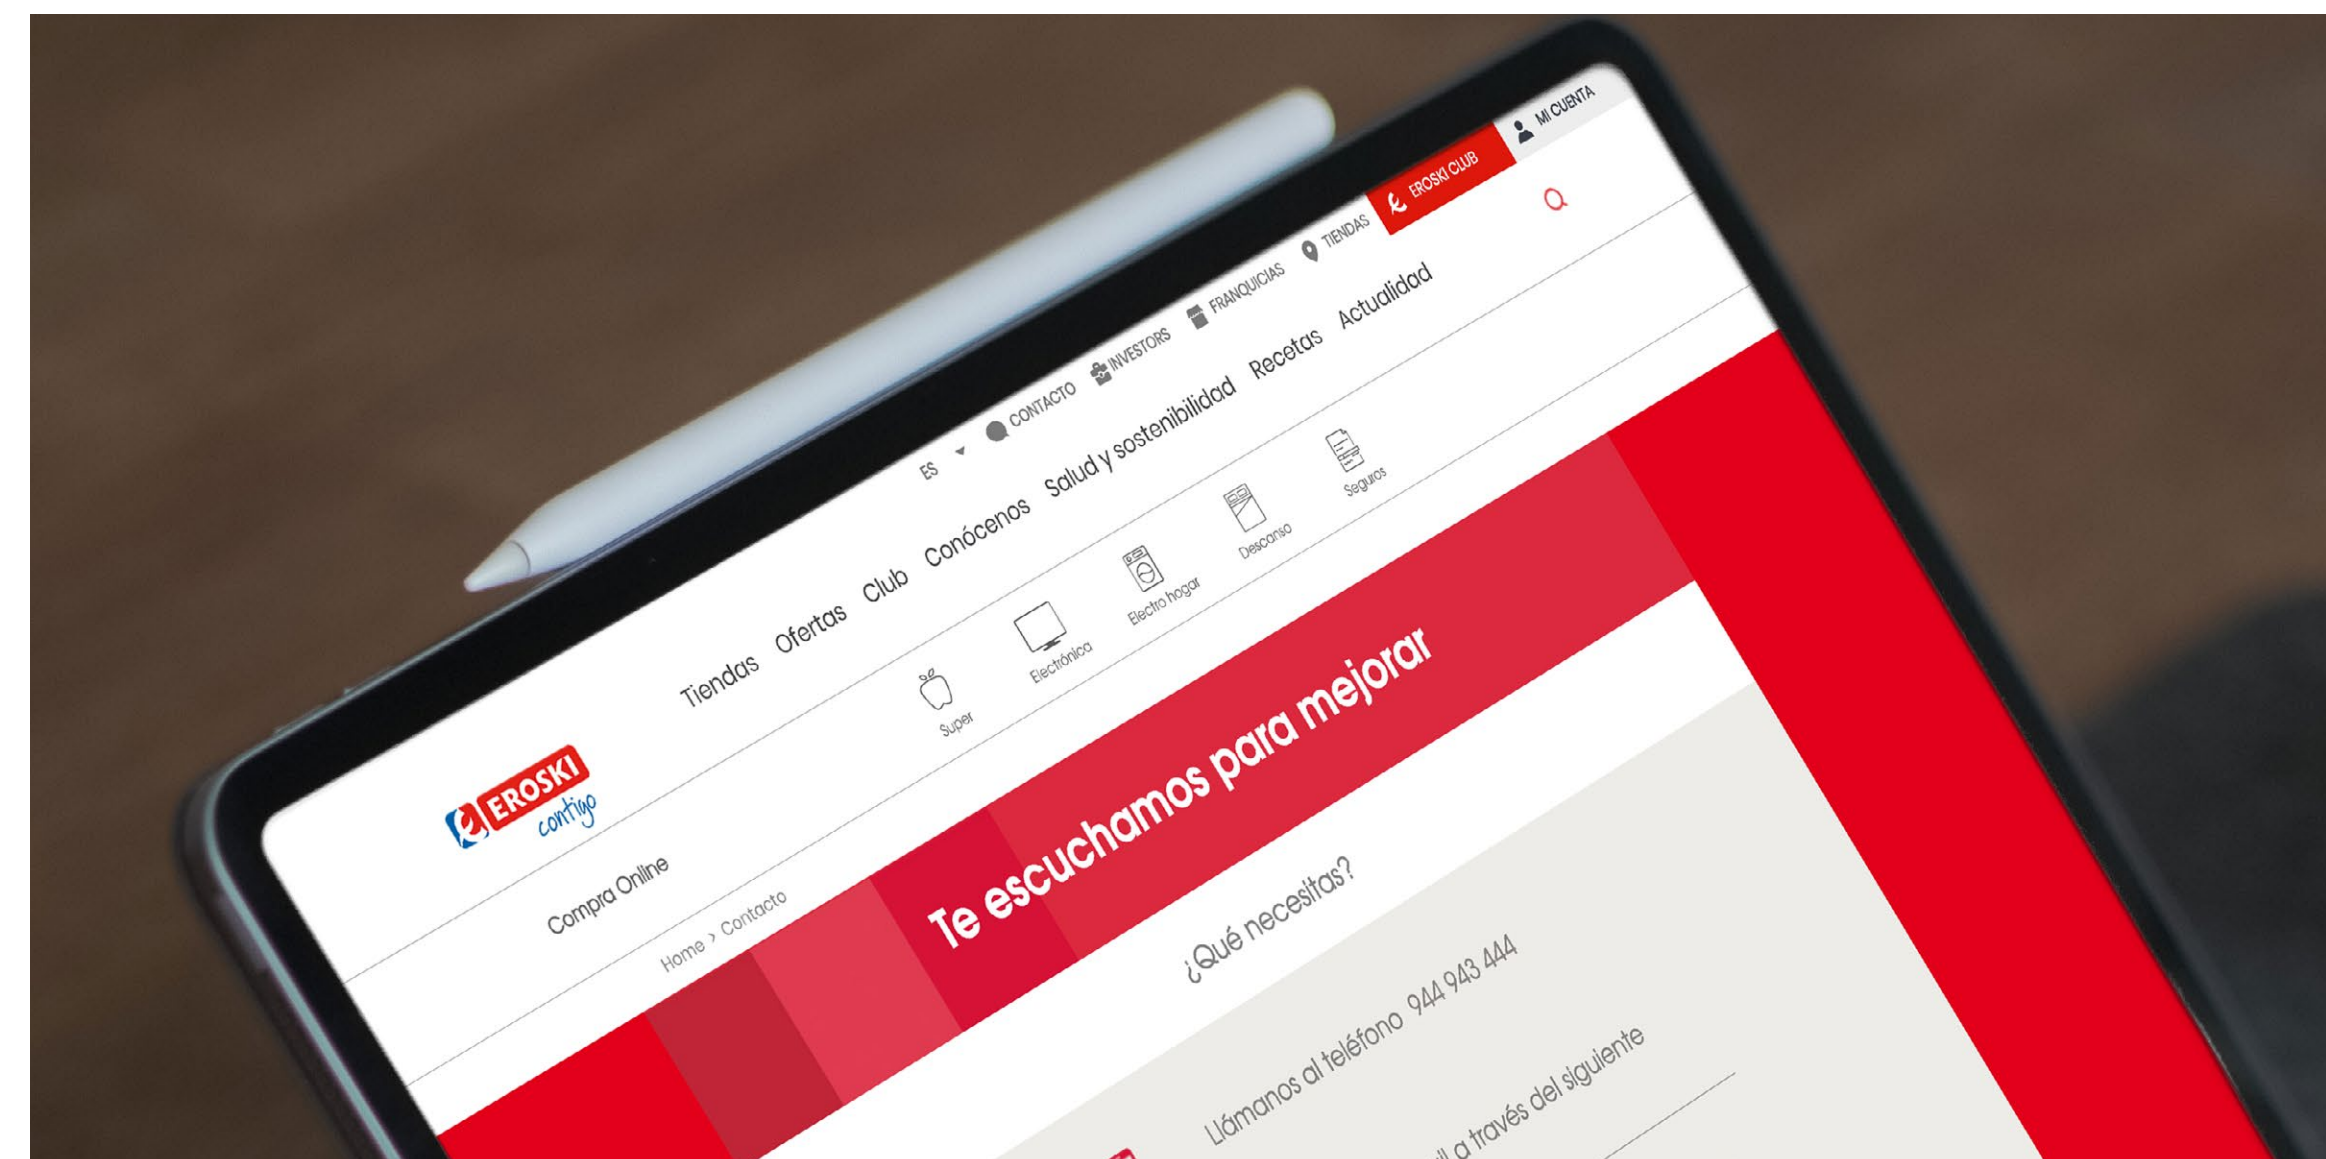 ES CONTACTO INVESTORS FRANQUICIAS TIENDAS EROSKI CLUB MI CUENTA
EROSKI
contigo
Tiendas Ofertas Club Conócenos Salud y sostenibilidad Recetas Actualidad
Compra Online
Super Electrónica Electro hogar Descanso Seguros
Home > Contacto
Te escuchamos para mejorar
¿Qué necesitas?
Llámanos al teléfono 944 943 444
a través del siguiente